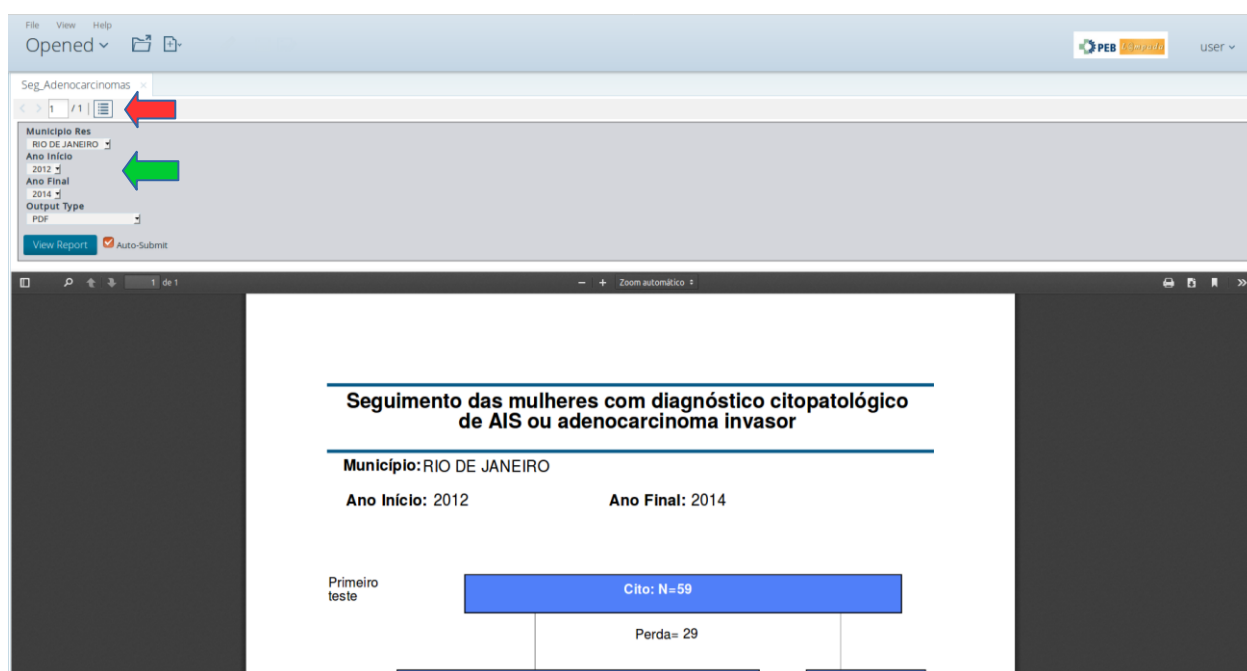 File View Help
Opened
PEB
user
Seg_Adenocarcinomas ×
1 / 1
Municipio Res
RIO DE JANEIRO
Ano Início
2012
Ano Final
2014
Output Type
PDF
View Report Auto-Submit
1 de 1 − + Zoom automático
Seguimento das mulheres com diagnóstico citopatológico
de AIS ou adenocarcinoma invasor
Município: RIO DE JANEIRO
Ano Início: 2012 Ano Final: 2014
Primeiro
teste
Cito: N=59
Perda= 29